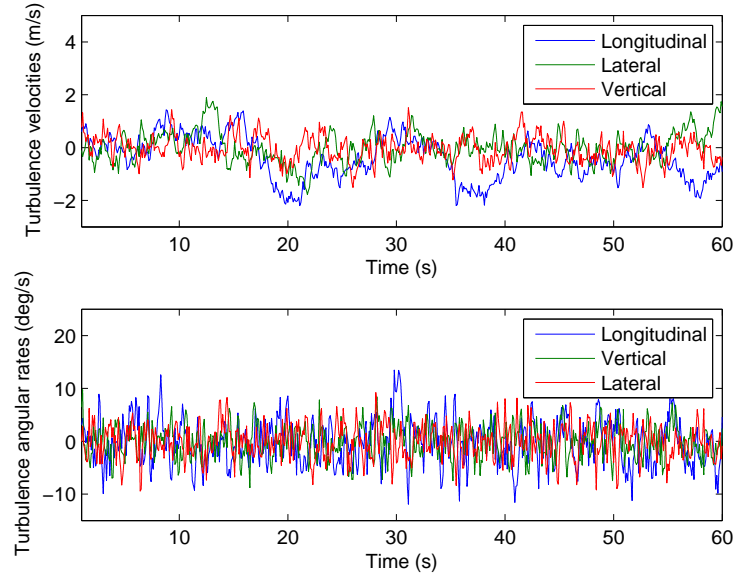 Turbulence velocities (m/s)
4
2
0
−2
Longitudinal
Lateral
Vertical
10
20
30
40
50
60
Time (s)
Turbulence angular rates (deg/s)
20
10
0
−10
Longitudinal
Vertical
Lateral
10
20
30
40
50
60
Time (s)